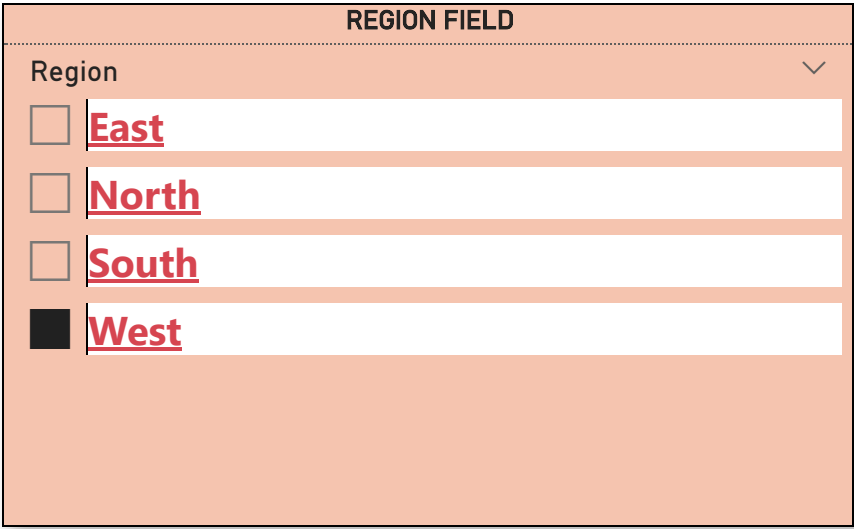 REGION FIELD
Region
East
North
South
West